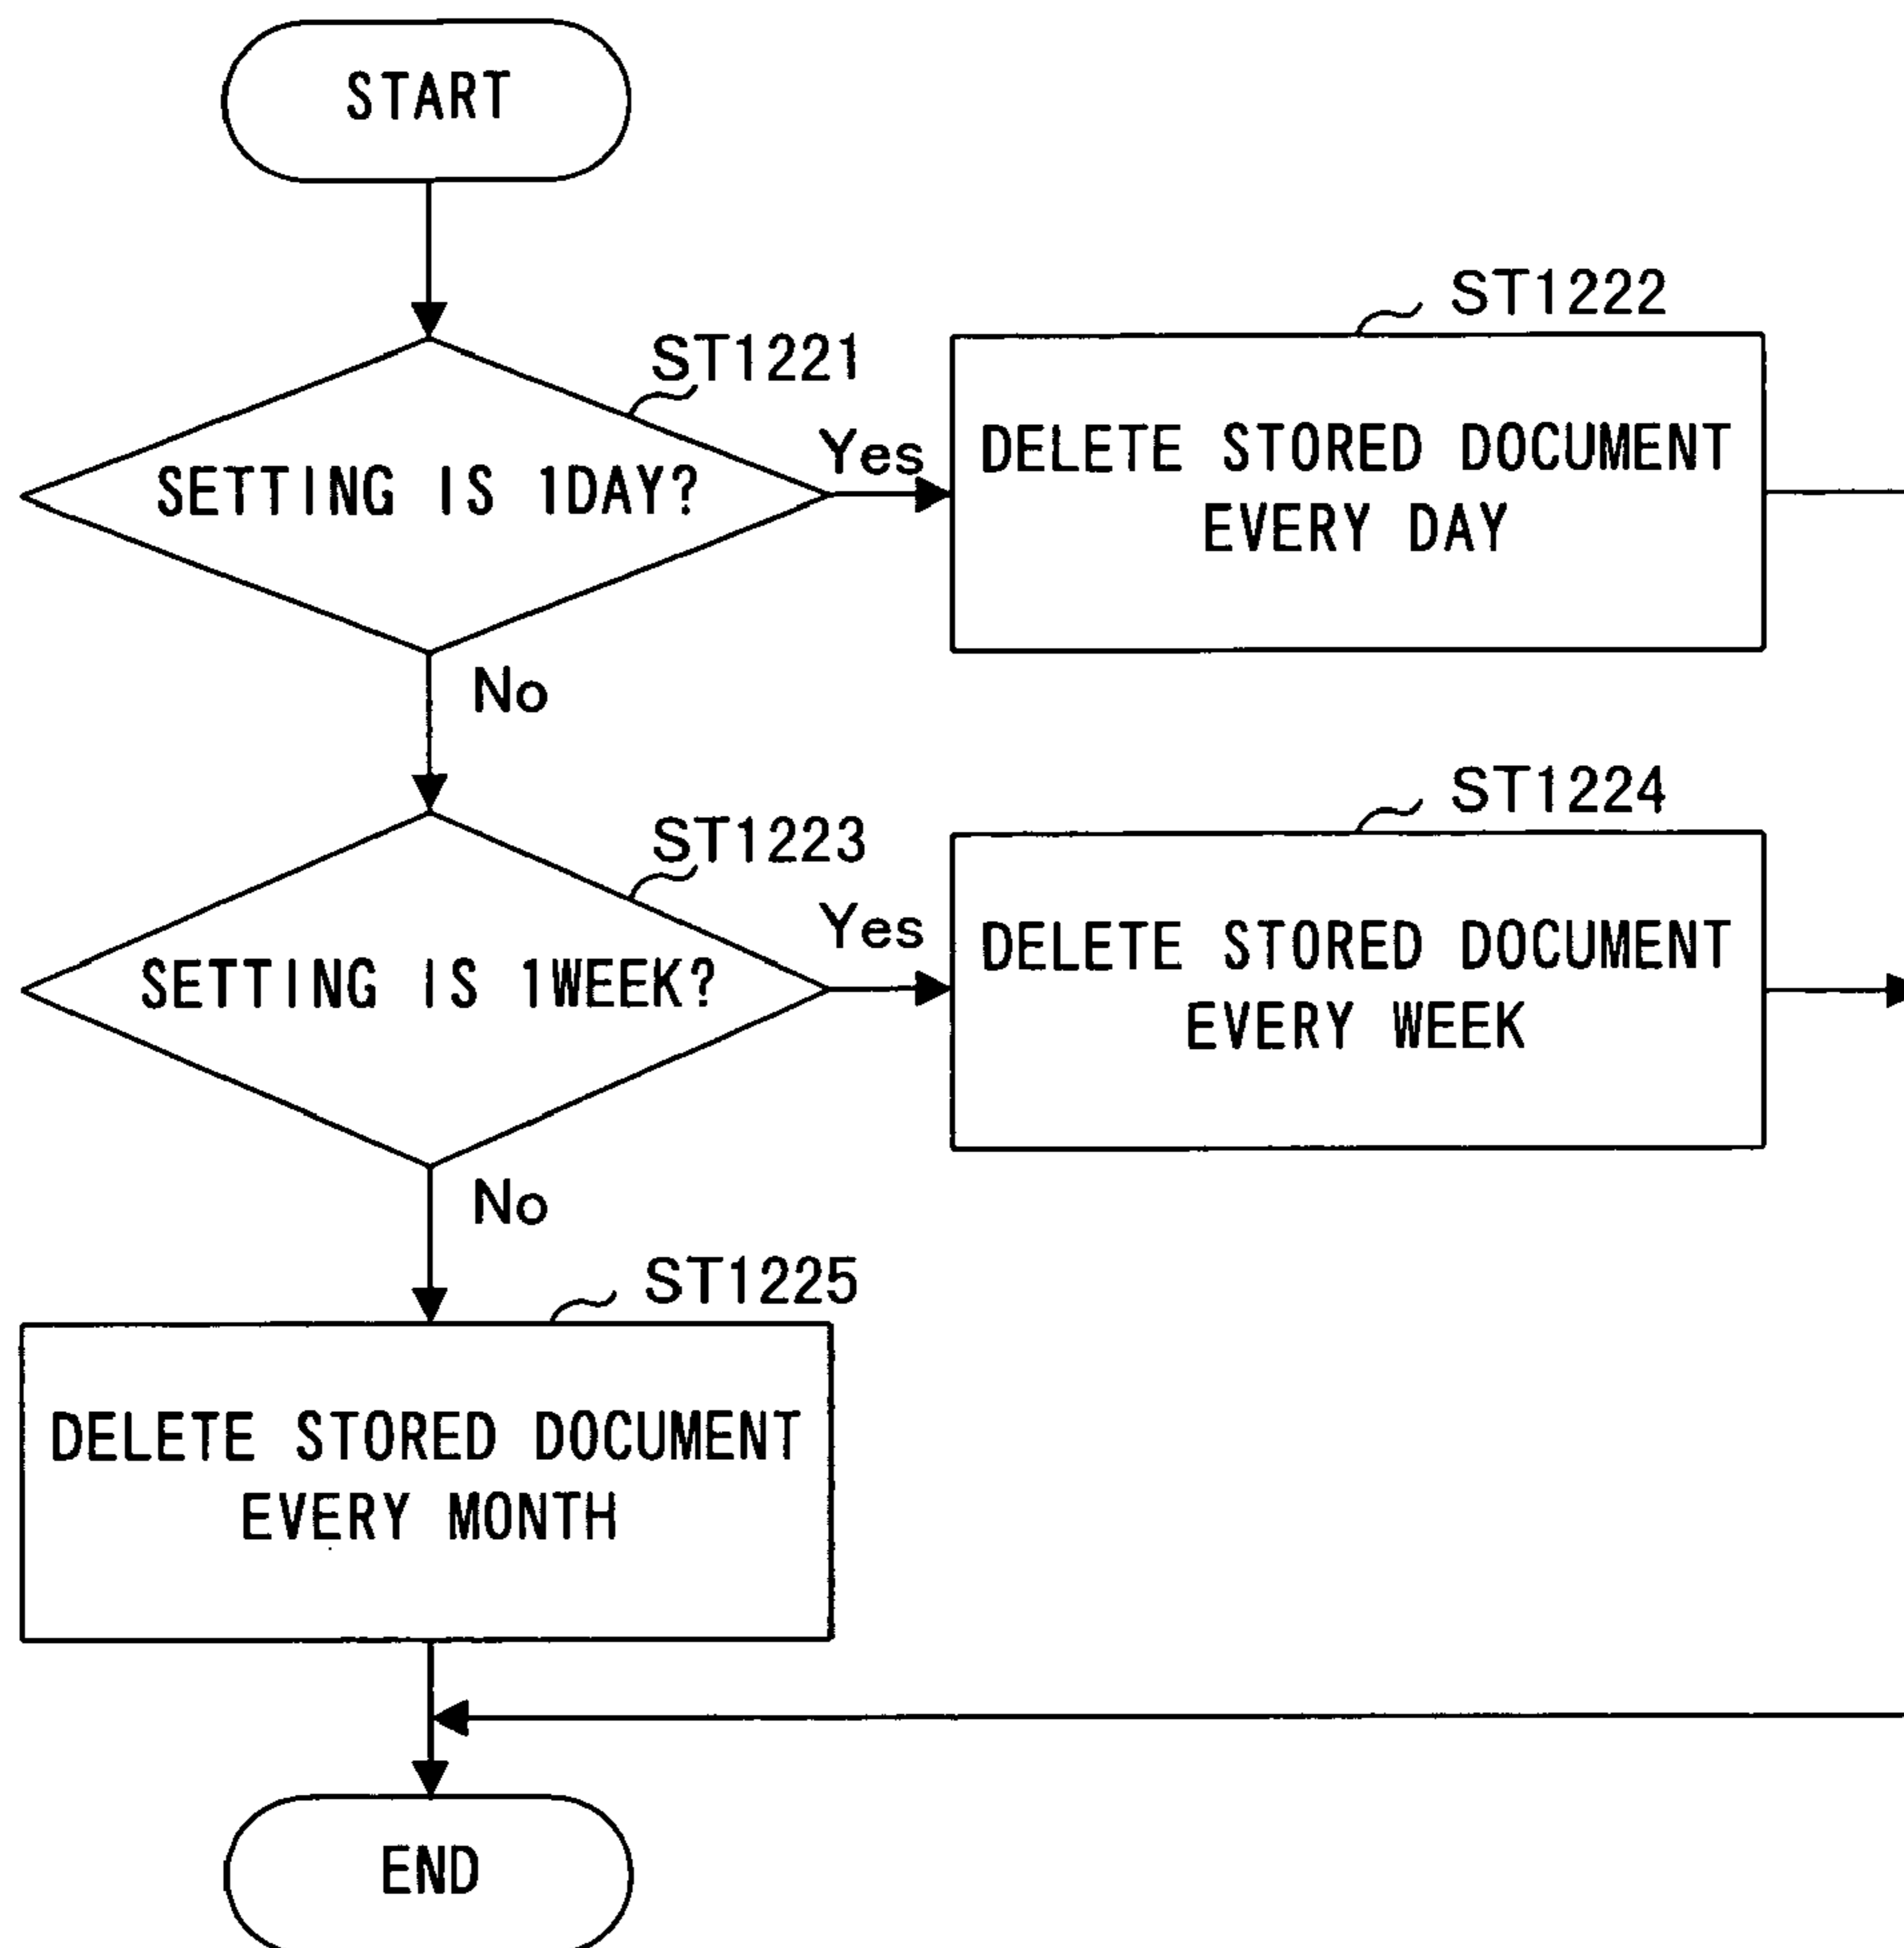 START
ST1221
SETTING IS 1DAY?
Yes
ST1222
DELETE STORED DOCUMENT
EVERY DAY
No
ST1223
SETTING IS 1WEEK?
Yes
ST1224
DELETE STORED DOCUMENT
EVERY WEEK
No
ST1225
DELETE STORED DOCUMENT
EVERY MONTH
END